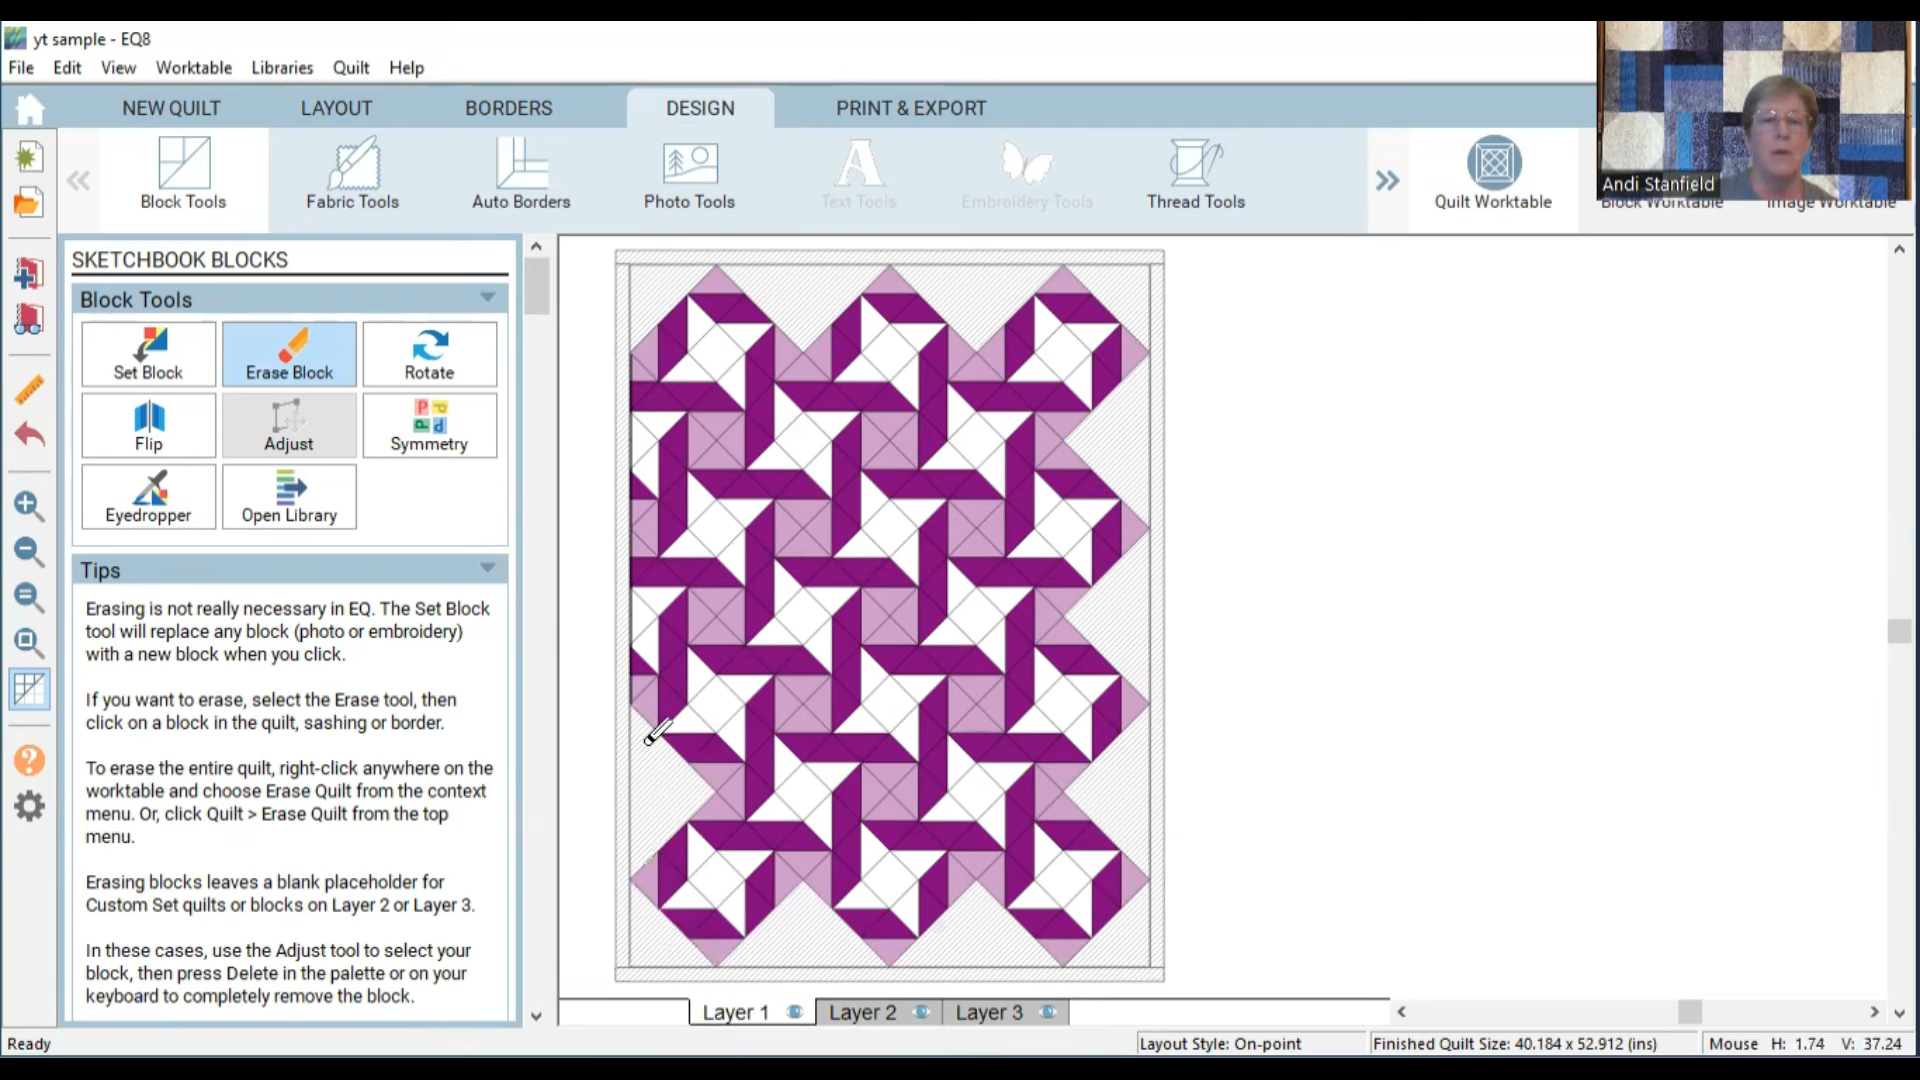 yt sample - EQ8
File Edit View Worktable Libraries Quilt Help
NEW QUILT LAYOUT BORDERS DESIGN PRINT & EXPORT
Block Tools Fabric Tools Auto Borders Photo Tools Text Tools Embroidery Tools Thread Tools Quilt Worktable Block Worktable Image Worktable
Andi Stanfield
SKETCHBOOK BLOCKS
Block Tools
Set Block Erase Block Rotate
Flip Adjust Symmetry
Eyedropper Open Library
Tips
Erasing is not really necessary in EQ. The Set Block
tool will replace any block (photo or embroidery)
with a new block when you click.
If you want to erase, select the Erase tool, then
click on a block in the quilt, sashing or border.
To erase the entire quilt, right-click anywhere on the
worktable and choose Erase Quilt from the context
menu. Or, click Quilt > Erase Quilt from the top
menu.
Erasing blocks leaves a blank placeholder for
Custom Set quilts or blocks on Layer 2 or Layer 3.
In these cases, use the Adjust tool to select your
block, then press Delete in the palette or on your
keyboard to completely remove the block.
Layer 1 Layer 2 Layer 3
Ready Layout Style: On-point Finished Quilt Size: 40.184 x 52.912 (ins) Mouse H: 1.74 V: 37.24